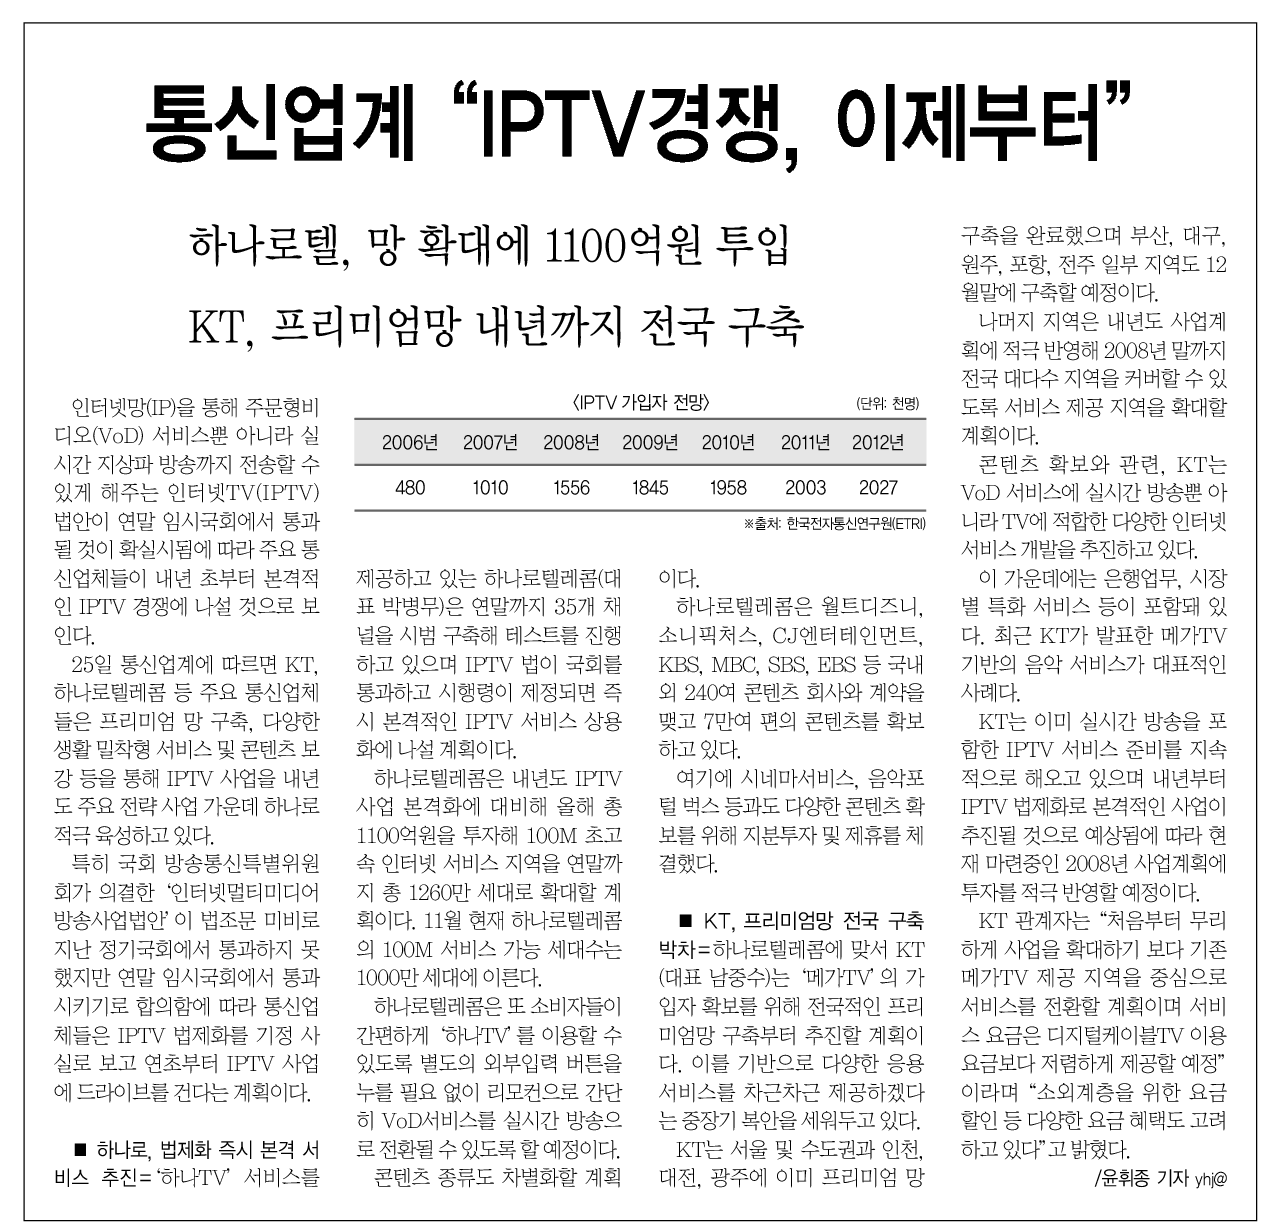 통신업계 “IPTV경쟁, 이제부터”
하나로텔, 망 확대에 1100억원 투입
KT, 프리미엄망 내년까지 전국 구축
인터넷망(IP)을 통해 주문형비
디오(VoD) 서비스뿐 아니라 실
시간 지상파 방송까지 전송할 수
있게 해주는 인터넷TV(IPTV)
법안이 연말 임시국회에서 통과
될 것이 확실시됨에 따라 주요 통
신업체들이 내년 초부터 본격적
인 IPTV 경쟁에 나설 것으로 보
인다.
25일 통신업계에 따르면 KT,
하나로텔레콤 등 주요 통신업체
들은 프리미엄 망 구축, 다양한
생활 밀착형 서비스 및 콘텐츠 보
강 등을 통해 IPTV 사업을 내년
도 주요 전략 사업 가운데 하나로
적극 육성하고 있다.
특히 국회 방송통신특별위원
회가 의결한 ‘인터넷멀티미디어
방송사업법안’이 법조문 미비로
지난 정기국회에서 통과하지 못
했지만 연말 임시국회에서 통과
시키기로 합의함에 따라 통신업
체들은 IPTV 법제화를 기정 사
실로 보고 연초부터 IPTV 사업
에 드라이브를 건다는 계획이다.
■ 하나로, 법제화 즉시 본격 서
비스 추진=‘하나TV’ 서비스를
〈IPTV 가입자 전망〉 (단위: 천명)
2006년 2007년 2008년 2009년 2010년 2011년 2012년
480 1010 1556 1845 1958 2003 2027
※출처: 한국전자통신연구원(ETRI)
제공하고 있는 하나로텔레콤(대
표 박병무)은 연말까지 35개 채
널을 시범 구축해 테스트를 진행
하고 있으며 IPTV 법이 국회를
통과하고 시행령이 제정되면 즉
시 본격적인 IPTV 서비스 상용
화에 나설 계획이다.
하나로텔레콤은 내년도 IPTV
사업 본격화에 대비해 올해 총
1100억원을 투자해 100M 초고
속 인터넷 서비스 지역을 연말까
지 총 1260만 세대로 확대할 계
획이다. 11월 현재 하나로텔레콤
의 100M 서비스 가능 세대수는
1000만 세대에 이른다.
하나로텔레콤은 또 소비자들이
간편하게 ‘하나TV’를 이용할 수
있도록 별도의 외부입력 버튼을
누를 필요 없이 리모컨으로 간단
히 VoD서비스를 실시간 방송으
로 전환될 수 있도록 할 예정이다.
콘텐츠 종류도 차별화할 계획
이다.
하나로텔레콤은 월트디즈니,
소니픽처스, CJ엔터테인먼트,
KBS, MBC, SBS, EBS 등 국내
외 240여 콘텐츠 회사와 계약을
맺고 7만여 편의 콘텐츠를 확보
하고 있다.
여기에 시네마서비스, 음악포
털 벅스 등과도 다양한 콘텐츠 확
보를 위해 지분투자 및 제휴를 체
결했다.
■ KT, 프리미엄망 전국 구축
박차=하나로텔레콤에 맞서 KT
(대표 남중수)는 ‘메가TV’의 가
입자 확보를 위해 전국적인 프리
미엄망 구축부터 추진할 계획이
다. 이를 기반으로 다양한 응용
서비스를 차근차근 제공하겠다
는 중장기 복안을 세워두고 있다.
KT는 서울 및 수도권과 인천,
대전, 광주에 이미 프리미엄 망
구축을 완료했으며 부산, 대구,
원주, 포항, 전주 일부 지역도 12
월말에 구축할 예정이다.
나머지 지역은 내년도 사업계
획에 적극 반영해 2008년 말까지
전국 대다수 지역을 커버할 수 있
도록 서비스 제공 지역을 확대할
계획이다.
콘텐츠 확보와 관련, KT는
VoD 서비스에 실시간 방송뿐 아
니라 TV에 적합한 다양한 인터넷
서비스 개발을 추진하고 있다.
이 가운데에는 은행업무, 시장
별 특화 서비스 등이 포함돼 있
다. 최근 KT가 발표한 메가TV
기반의 음악 서비스가 대표적인
사례다.
KT는 이미 실시간 방송을 포
함한 IPTV 서비스 준비를 지속
적으로 해오고 있으며 내년부터
IPTV 법제화로 본격적인 사업이
추진될 것으로 예상됨에 따라 현
재 마련중인 2008년 사업계획에
투자를 적극 반영할 예정이다.
KT 관계자는 “처음부터 무리
하게 사업을 확대하기 보다 기존
메가TV 제공 지역을 중심으로
서비스를 전환할 계획이며 서비
스 요금은 디지털케이블TV 이용
요금보다 저렴하게 제공할 예정”
이라며 “소외계층을 위한 요금
할인 등 다양한 요금 혜택도 고려
하고 있다”고 밝혔다.
/윤휘종 기자 yhj@